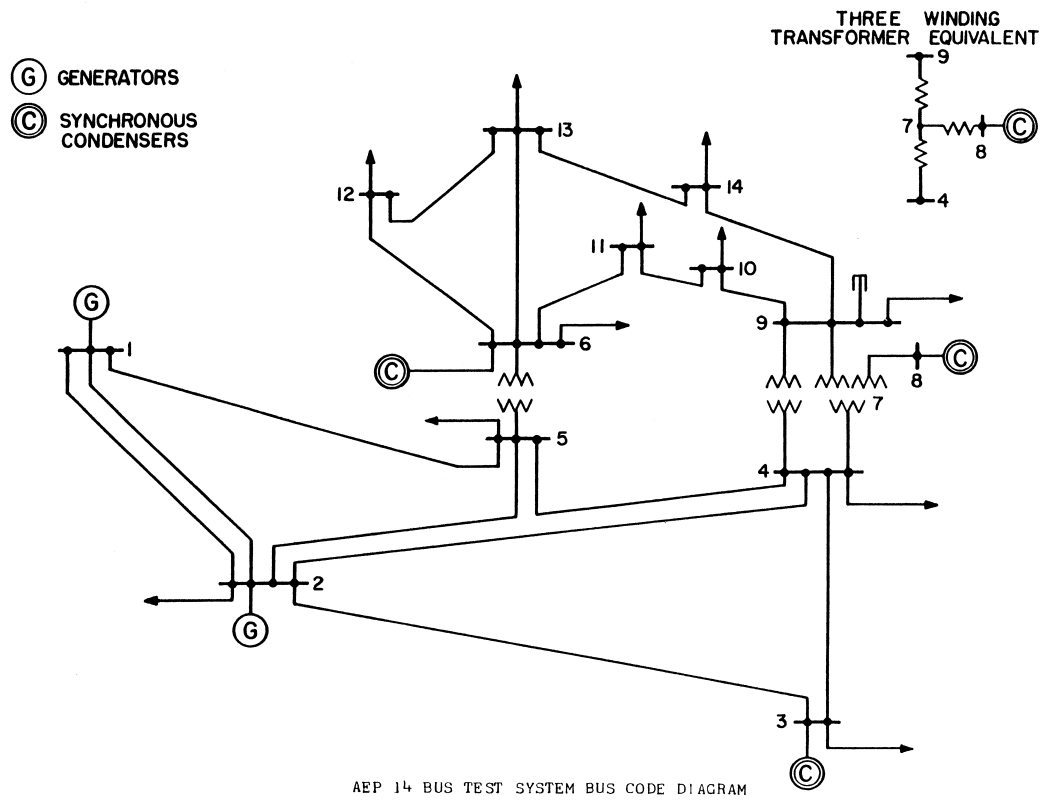 THREE WINDING
TRANSFORMER EQUIVALENT
9
7
C
8
4
G GENERATORS
C SYNCHRONOUS
CONDENSERS
13
12
14
11
10
G
1
9
6
C
C
8
7
5
4
2
G
3
C
AEP 14 BUS TEST SYSTEM BUS CODE DIAGRAM